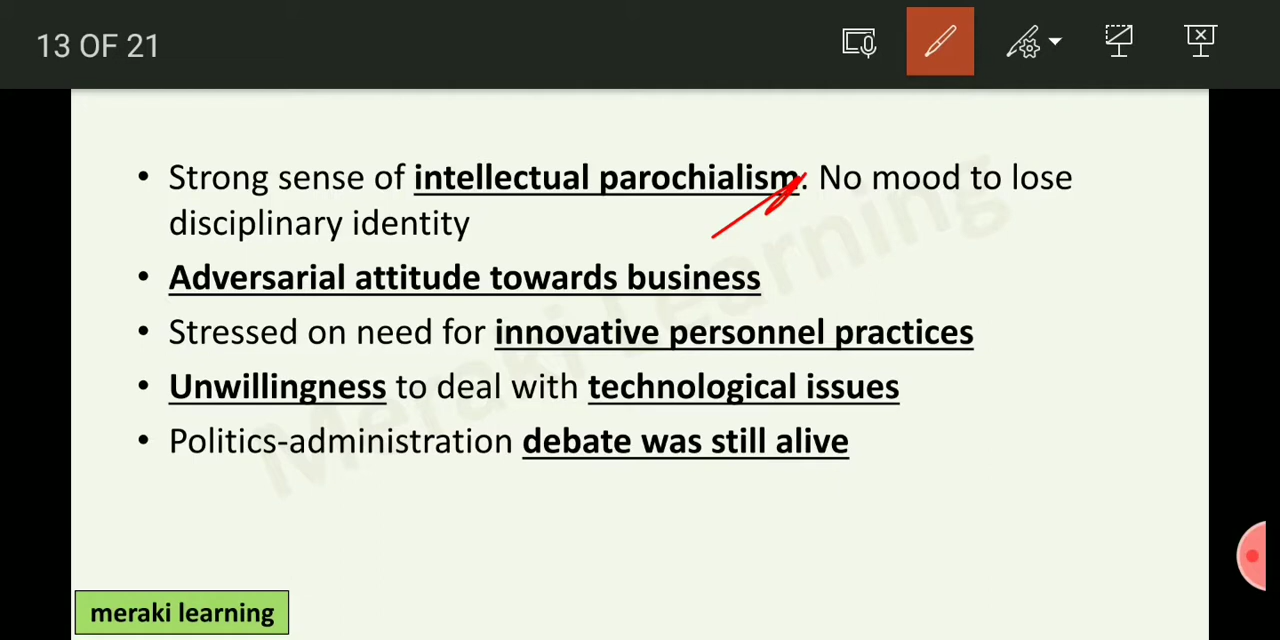 13 OF 21
• Strong sense of intellectual parochialism. No mood to lose
disciplinary identity
• Adversarial attitude towards business
• Stressed on need for innovative personnel practices
• Unwillingness to deal with technological issues
• Politics-administration debate was still alive
Meraki Learning
meraki learning